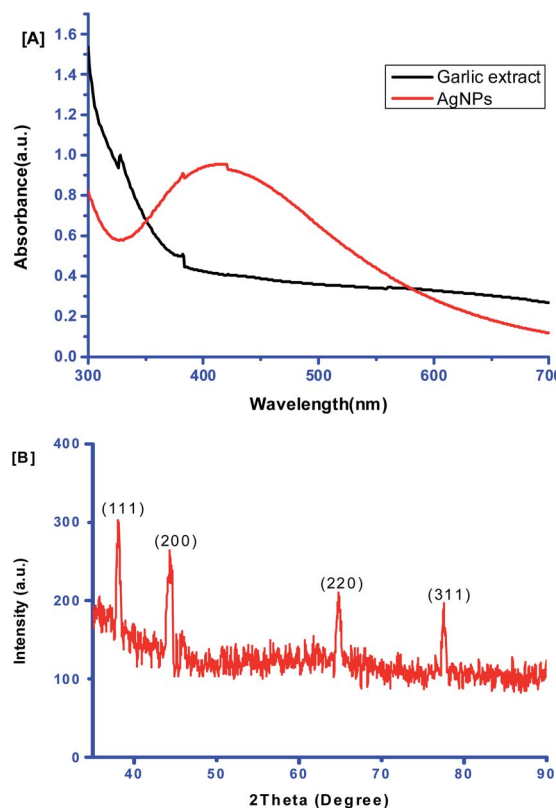 [A]
1.6
1.4
1.2
1.0
0.8
0.6
0.4
0.2
0.0
Absorbance(a.u.)
Garlic extract
AgNPs
300 400 500 600 700
Wavelength(nm)
[B]
400
300
200
100
0
Intensity (a.u.)
(111)
(200)
(220)
(311)
40 50 60 70 80 90
2Theta (Degree)